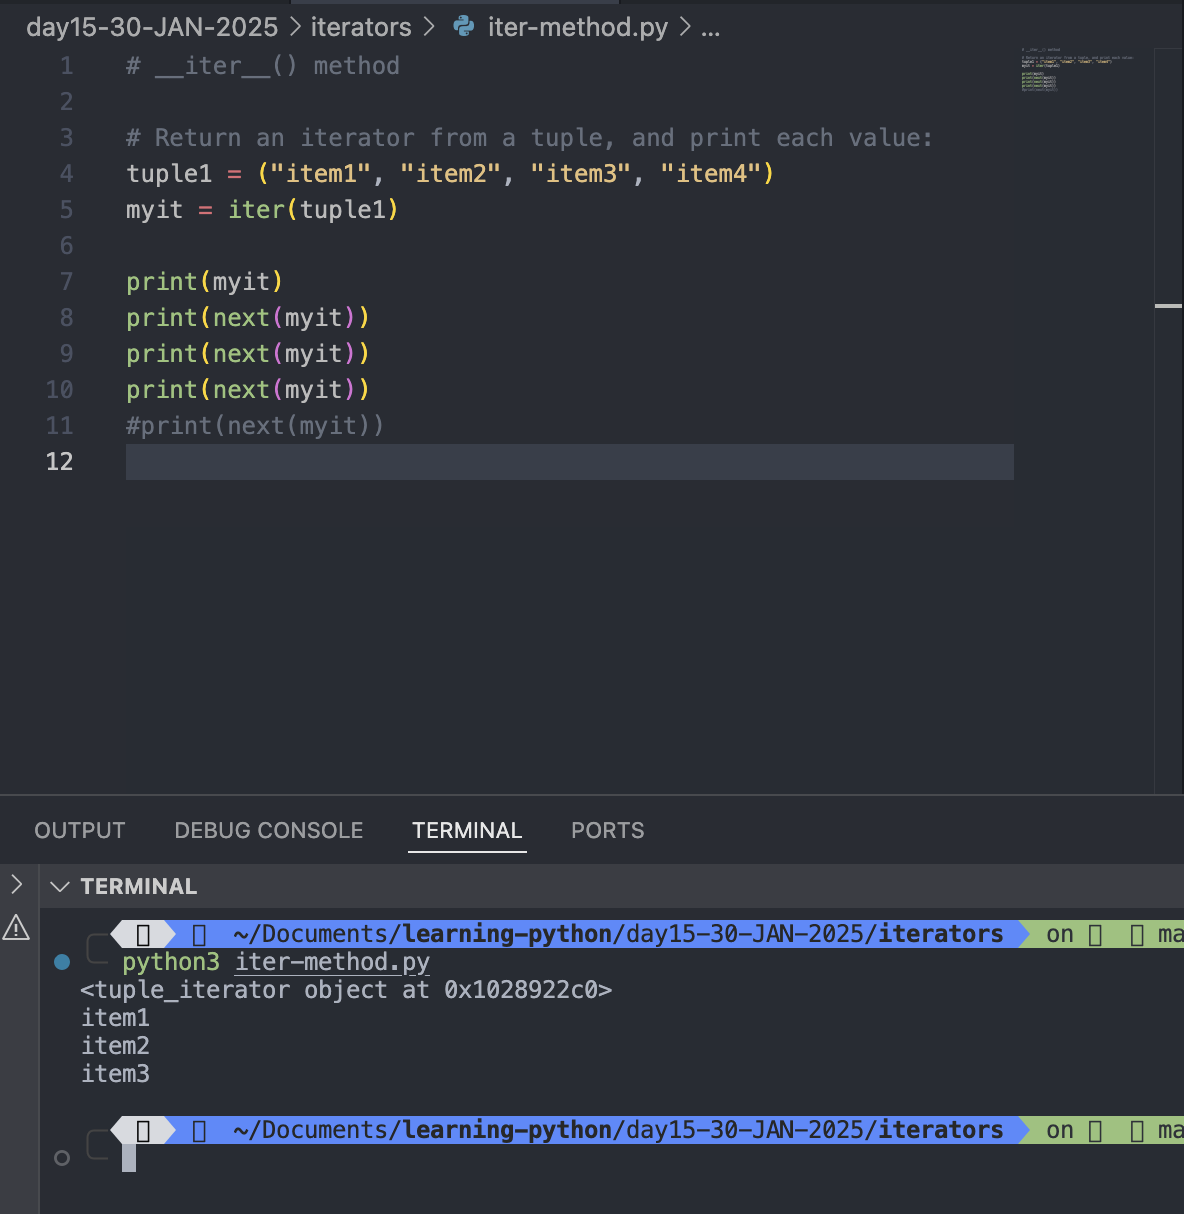 day15-30-JAN-2025 > iterators > iter-method.py > ...
1 # __iter__() method
2
3 # Return an iterator from a tuple, and print each value:
4 tuple1 = ("item1", "item2", "item3", "item4")
5 myit = iter(tuple1)
6
7 print(myit)
8 print(next(myit))
9 print(next(myit))
10 print(next(myit))
11 #print(next(myit))
12
OUTPUT DEBUG CONSOLE TERMINAL PORTS
TERMINAL
~/Documents/learning-python/day15-30-JAN-2025/iterators on ma
python3 iter-method.py
<tuple_iterator object at 0x1028922c0>
item1
item2
item3
~/Documents/learning-python/day15-30-JAN-2025/iterators on ma